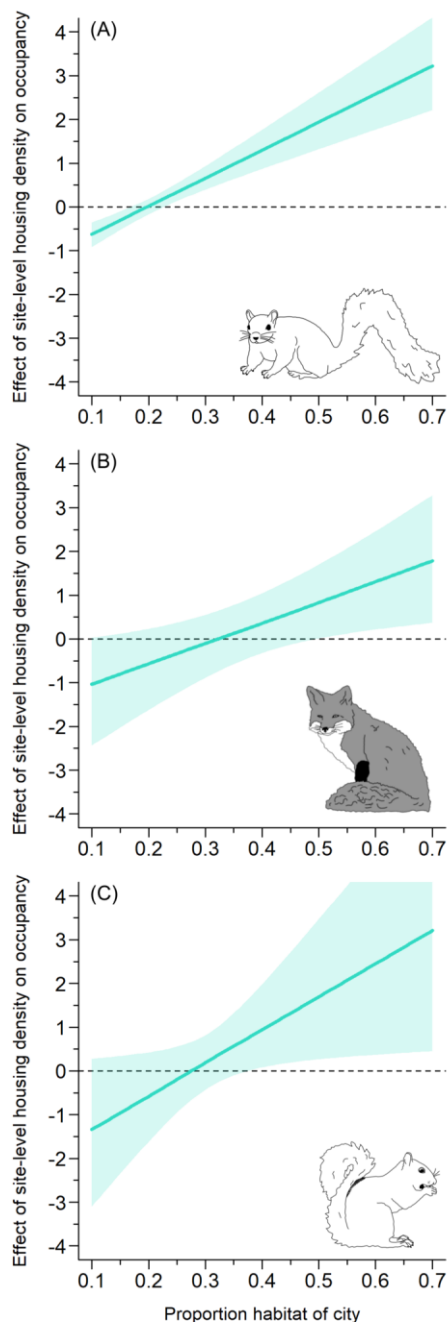 (A)
Effect of site-level housing density on occupancy
4
3
2
1
0
-1
-2
-3
-4
0.1 0.2 0.3 0.4 0.5 0.6 0.7
(B)
Effect of site-level housing density on occupancy
4
3
2
1
0
-1
-2
-3
-4
0.1 0.2 0.3 0.4 0.5 0.6 0.7
(C)
Effect of site-level housing density on occupancy
4
3
2
1
0
-1
-2
-3
-4
0.1 0.2 0.3 0.4 0.5 0.6 0.7
Proportion habitat of city